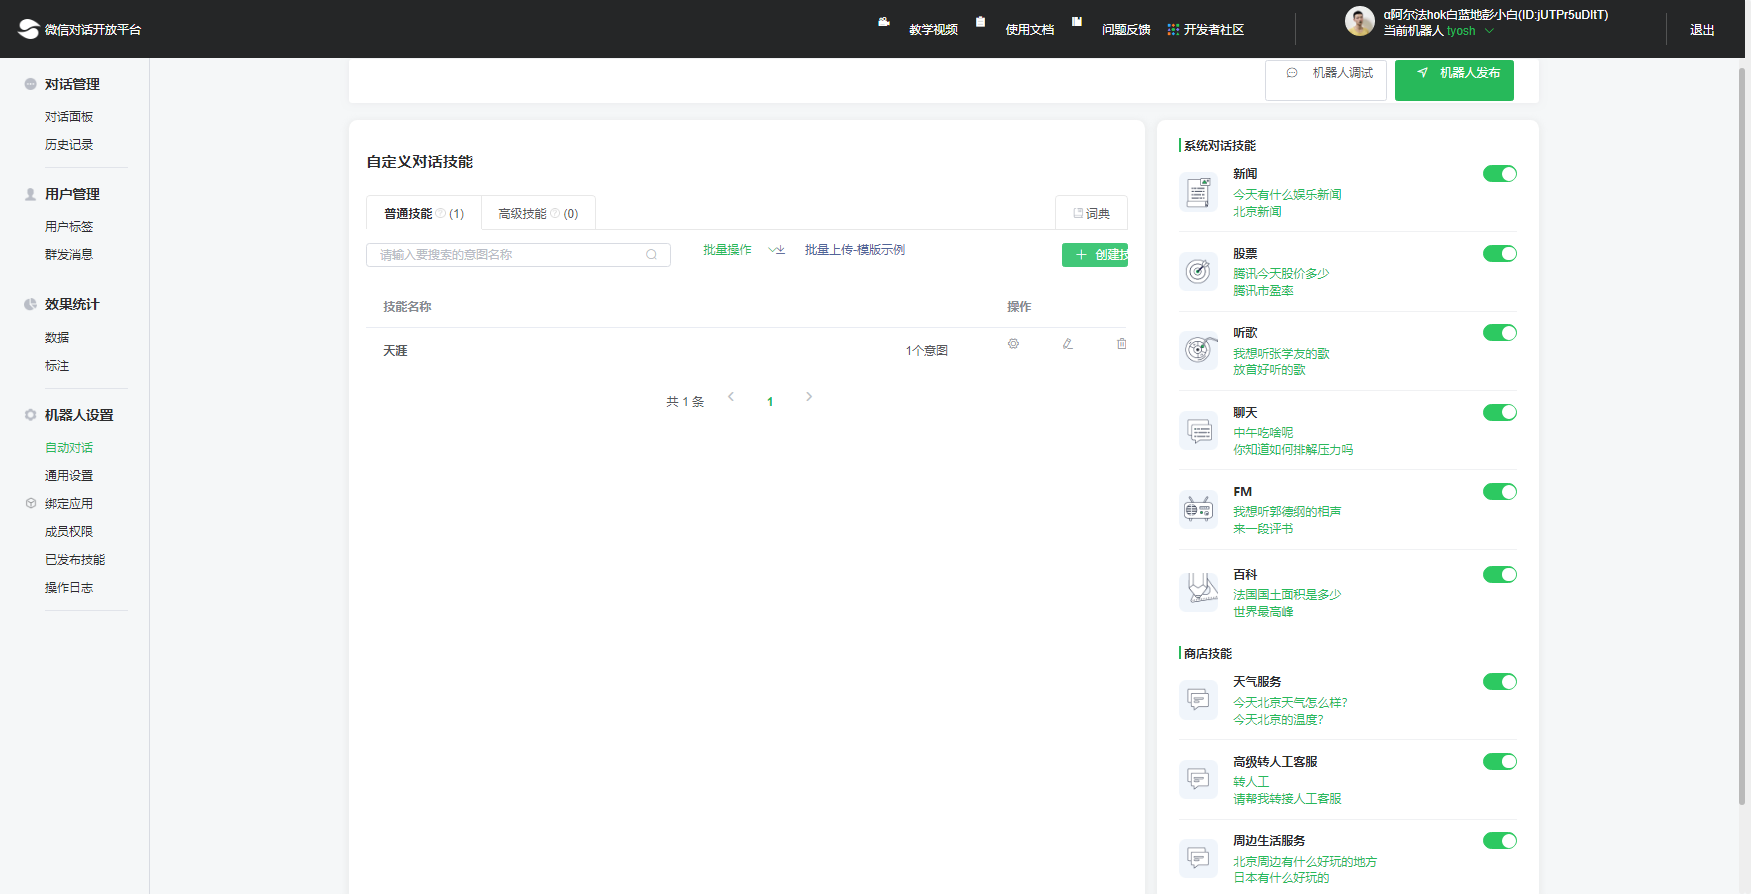 微信对话开放平台
教学视频
使用文档
问题反馈
开发者社区
α阿尔法hok白蓝地彭小白(ID:jUTPr5uDItT)
当前机器人 tyosh
退出
对话管理
对话面板
历史记录
用户管理
用户标签
群发消息
效果统计
数据
标注
机器人设置
自动对话
通用设置
绑定应用
成员权限
已发布技能
操作日志
机器人调试
机器人发布
自定义对话技能
普通技能 (1)
高级技能 (0)
词典
请输入要搜索的意图名称
批量操作
批量上传-模版示例
创建技
技能名称
操作
天涯
1个意图
共 1 条
1
系统对话技能
新闻
今天有什么娱乐新闻
北京新闻
股票
腾讯今天股价多少
腾讯市盈率
听歌
我想听张学友的歌
放首好听的歌
聊天
中午吃啥呢
你知道如何排解压力吗
FM
我想听郭德纲的相声
来一段评书
百科
法国国土面积是多少
世界最高峰
商店技能
天气服务
今天北京天气怎么样?
今天北京的温度?
高级转人工客服
转人工
请帮我转接人工客服
周边生活服务
北京周边有什么好玩的地方
日本有什么好玩的